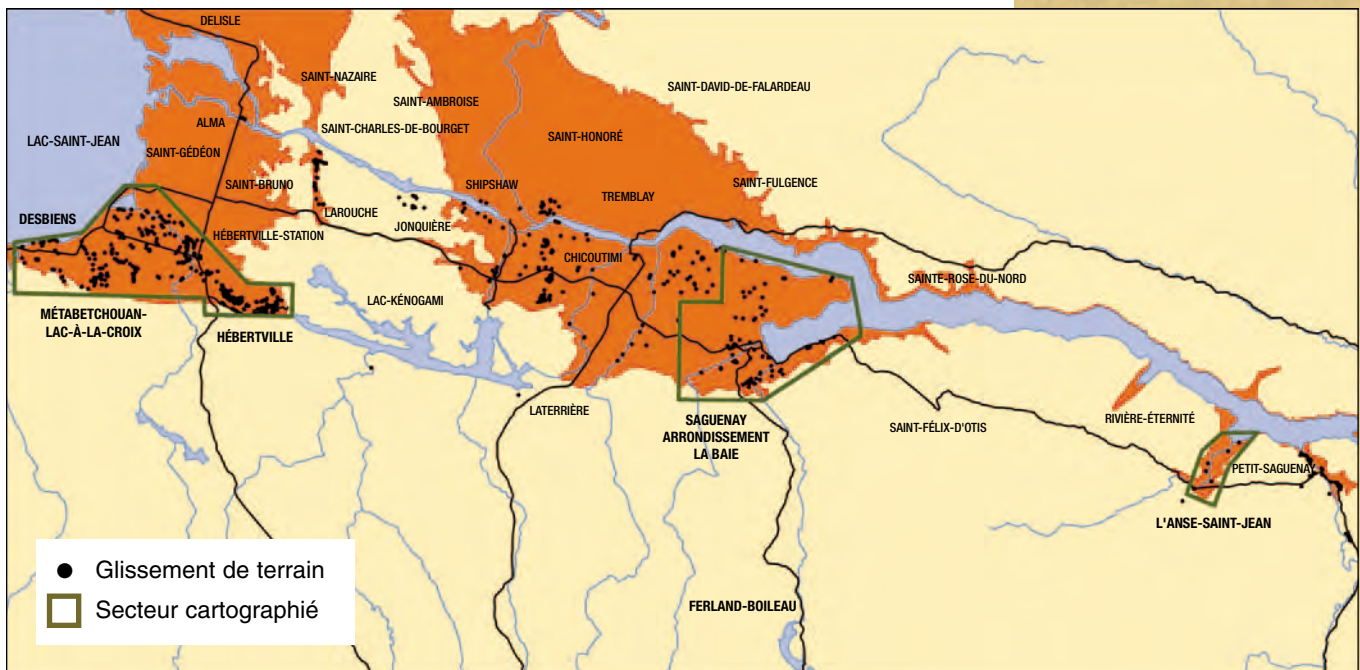 DELISLE
SAINT-NAZAIRE
SAINT-DAVID-DE-FALARDEAU
SAINT-AMBROISE
ALMA
SAINT-CHARLES-DE-BOURGET
SAINT-HONORÉ
LAC-SAINT-JEAN
SAINT-GÉDÉON
SAINT-BRUNO
SHIPSHAW
SAINT-FULGENCE
TREMBLAY
LAROUCHE
DESBIENS
JONQUIÈRE
HÉBERTVILLE-STATION
CHICOUTIMI
SAINTE-ROSE-DU-NORD
LAC-KÉNOGAMI
MÉTABETCHOUAN-
LAC-À-LA-CROIX
HÉBERTVILLE
LATERRIÈRE
SAGUENAY
ARRONDISSEMENT
LA BAIE
SAINT-FÉLIX-D'OTIS
RIVIÈRE-ÉTERNITÉ
PETIT-SAGUENAY
L'ANSE-SAINT-JEAN
FERLAND-BOILEAU
Glissement de terrain
Secteur cartographié